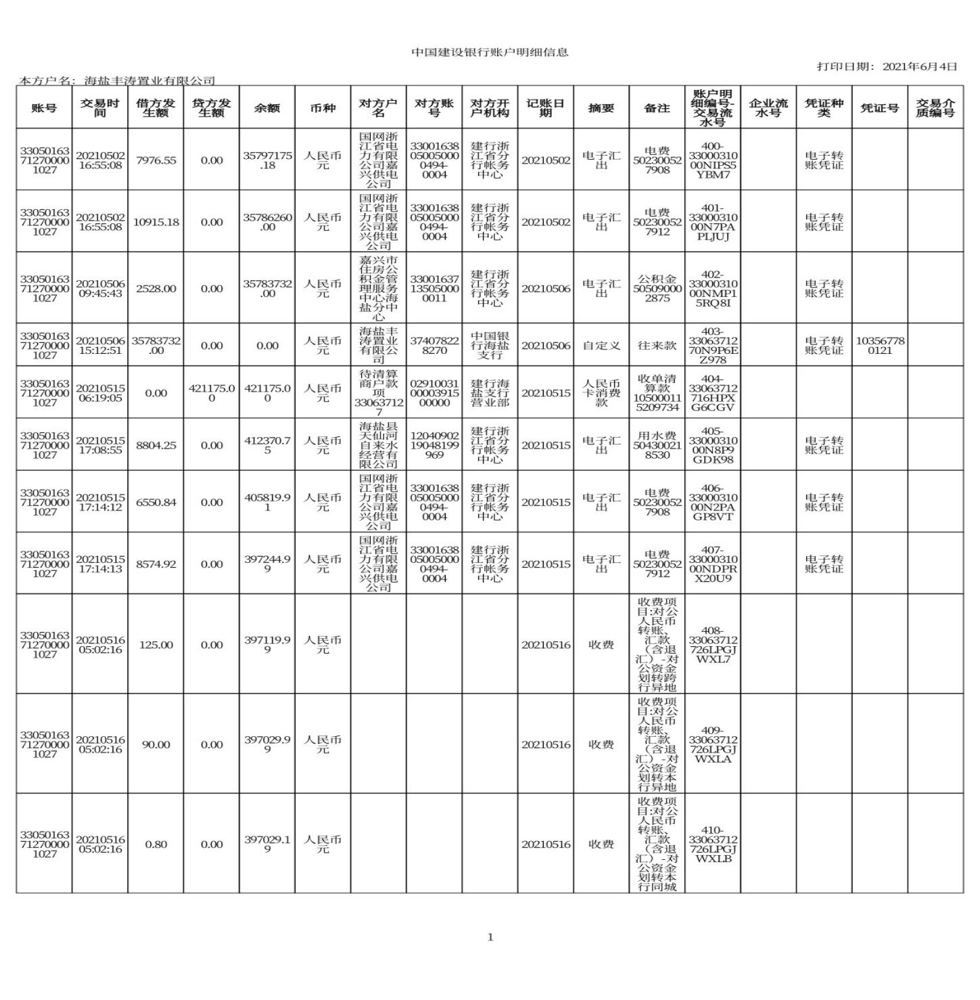 中国建设银行账户明细信息
打印日期: 2021年6月4日
本方户名: 海盐丰涛置业有限公司
账号 交易时间 借方发生额 贷方发生额 余额 币种 对方户名 对方账号 对方开户机构 记账日期 摘要 备注 账户明细编号-交易流水号 企业流水号 凭证种类 凭证号 交易介质编号
33050163712700001027 20210502 16:55:08 7976.55 0.00 35797175.18 人民币元 国网浙江省电力有限公司嘉兴供电公司 33001638050050000494-0004 建行浙江省分行帐务中心 20210502 电子汇出 电费502300527908 400-3300031000NIPS5YBM7 电子转账凭证
33050163712700001027 20210502 16:55:08 10915.18 0.00 35786260.00 人民币元 国网浙江省电力有限公司嘉兴供电公司 33001638050050000494-0004 建行浙江省分行帐务中心 20210502 电子汇出 电费502300527912 401-3300031000N7PAPLJUJ 电子转账凭证
33050163712700001027 20210506 09:45:43 2528.00 0.00 35783732.00 人民币元 嘉兴市住房公积金管理服务中心海盐分中心 33001637135050000011 建行浙江省分行帐务中心 20210506 电子汇出 公积金505090002875 402-3300031000NMP15RQ8I 电子转账凭证
33050163712700001027 20210506 15:12:51 35783732.00 0.00 0.00 人民币元 海盐丰涛置业有限公司 374078228270 中国银行海盐支行 20210506 自定义 往来款 403-3306371270N9P6EZ978 电子转账凭证 103567780121
33050163712700001027 20210515 06:19:05 0.00 421175.00 421175.00 人民币元 待清算商户款项330637127 029100310000391500000 建行海盐支行营业部 20210515 人民币卡消费款 收单清算款105000115209734 404-33063712716HPXG6CGV
33050163712700001027 20210515 17:08:55 8804.25 0.00 412370.75 人民币元 海盐县天仙河自来水经营有限公司 1204090219048199969 建行浙江省分行帐务中心 20210515 电子汇出 用水费504300218530 405-3300031000N8P9GDK98 电子转账凭证
33050163712700001027 20210515 17:14:12 6550.84 0.00 405819.91 人民币元 国网浙江省电力有限公司嘉兴供电公司 33001638050050000494-0004 建行浙江省分行帐务中心 20210515 电子汇出 电费502300527908 406-3300031000N2PAGP8VT 电子转账凭证
33050163712700001027 20210515 17:14:13 8574.92 0.00 397244.99 人民币元 国网浙江省电力有限公司嘉兴供电公司 33001638050050000494-0004 建行浙江省分行帐务中心 20210515 电子汇出 电费502300527912 407-3300031000NDPRX20U9 电子转账凭证
33050163712700001027 20210516 05:02:16 125.00 0.00 397119.99 人民币元 20210516 收费 收费项目:对公人民币转账、汇款（含退汇）-对公资金划转跨行异地 408-33063712726LPGJWXL7
33050163712700001027 20210516 05:02:16 90.00 0.00 397029.99 人民币元 20210516 收费 收费项目:对公人民币转账、汇款（含退汇）-对公资金划转本行异地 409-33063712726LPGJWXLA
33050163712700001027 20210516 05:02:16 0.80 0.00 397029.19 人民币元 20210516 收费 收费项目:对公人民币转账、汇款（含退汇）-对公资金划转本行同城 410-33063712726LPGJWXLB
1